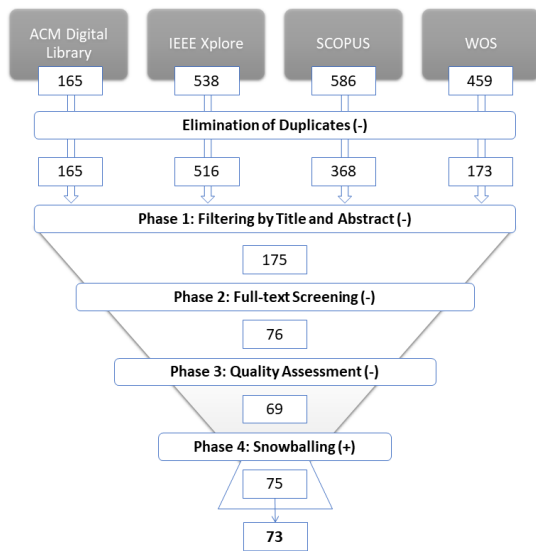 ACM Digital
Library
IEEE Xplore
SCOPUS
WOS
165
538
586
459
Elimination of Duplicates (-)
165
516
368
173
Phase 1: Filtering by Title and Abstract (-)
175
Phase 2: Full-text Screening (-)
76
Phase 3: Quality Assessment (-)
69
Phase 4: Snowballing (+)
75
73